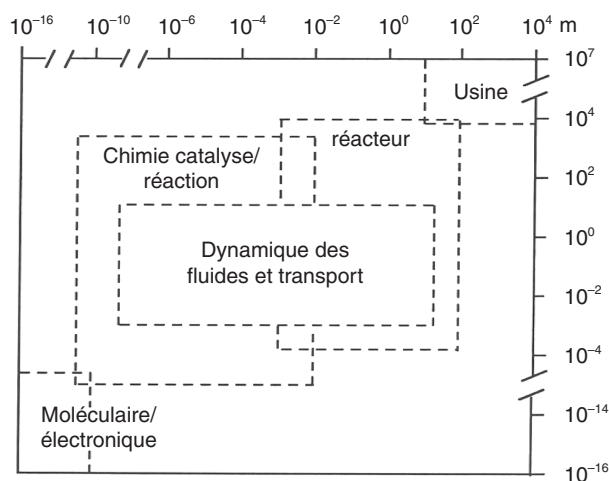 10⁻¹⁶ 10⁻¹⁰ 10⁻⁶ 10⁻⁴ 10⁻² 10⁰ 10² 10⁴ m
10⁷
Usine
10⁴
réacteur
Chimie catalyse/
réaction
10²
Dynamique des
fluides et transport
10⁰
10⁻²
10⁻⁴
Moléculaire/
électronique
10⁻¹⁴
10⁻¹⁶